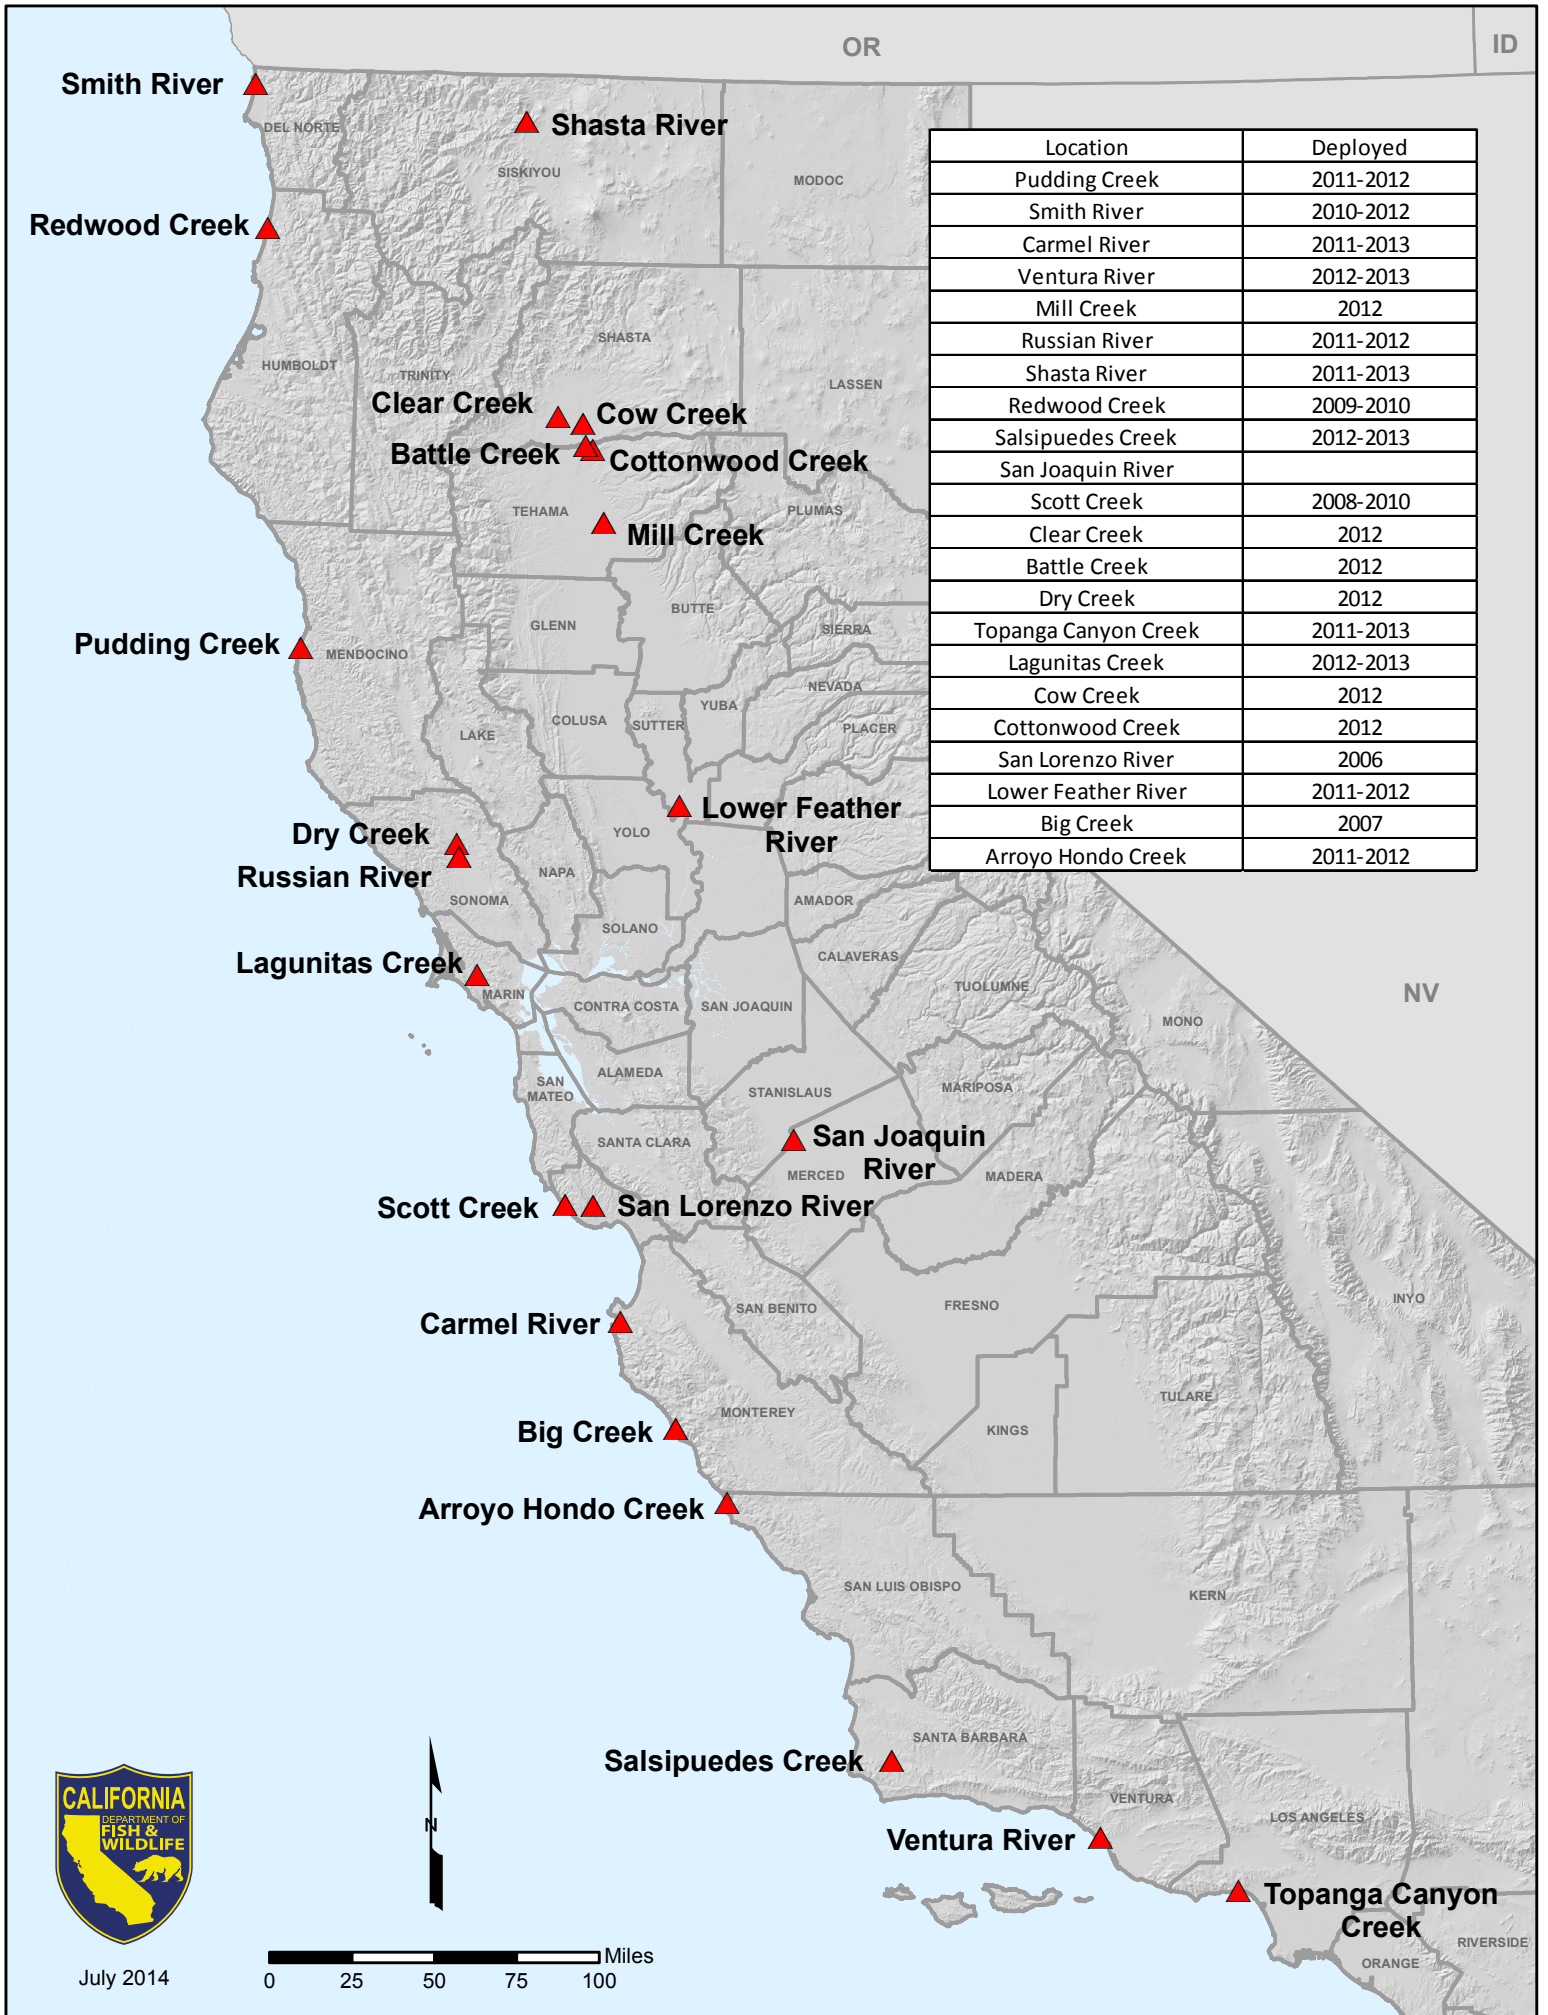 OR
ID
Smith River
DEL NORTE
Shasta River
SISKIYOU
MODOC
Redwood Creek
Location Deployed
Pudding Creek 2011-2012
Smith River 2010-2012
Carmel River 2011-2013
Ventura River 2012-2013
Mill Creek 2012
Russian River 2011-2012
Shasta River 2011-2013
Redwood Creek 2009-2010
Salsipuedes Creek 2012-2013
San Joaquin River
Scott Creek 2008-2010
Clear Creek 2012
Battle Creek 2012
Dry Creek 2012
Topanga Canyon Creek 2011-2013
Lagunitas Creek 2012-2013
Cow Creek 2012
Cottonwood Creek 2012
San Lorenzo River 2006
Lower Feather River 2011-2012
Big Creek 2007
Arroyo Hondo Creek 2011-2012
SHASTA
HUMBOLDT
TRINITY
LASSEN
Clear Creek
Cow Creek
Battle Creek
Cottonwood Creek
TEHAMA
PLUMAS
Mill Creek
BUTTE
GLENN
SIERRA
Pudding Creek
MENDOCINO
NEVADA
YUBA
COLUSA
SUTTER
PLACER
LAKE
Lower Feather
River
YOLO
Dry Creek
Russian River
NAPA
SONOMA
AMADOR
SOLANO
CALAVERAS
Lagunitas Creek
MARIN
CONTRA COSTA
SAN JOAQUIN
TUOLUMNE
NV
MONO
ALAMEDA
SAN
MATEO
STANISLAUS
MARIPOSA
SANTA CLARA
San Joaquin
River
MERCED
MADERA
Scott Creek
San Lorenzo River
SAN BENITO
FRESNO
INYO
Carmel River
TULARE
MONTEREY
KINGS
Big Creek
Arroyo Hondo Creek
SAN LUIS OBISPO
KERN
SANTA BARBARA
Salsipuedes Creek
VENTURA
LOS ANGELES
Ventura River
Topanga Canyon
Creek
RIVERSIDE
ORANGE
N
CALIFORNIA
DEPARTMENT OF
FISH &
WILDLIFE
July 2014
Miles
0 25 50 75 100